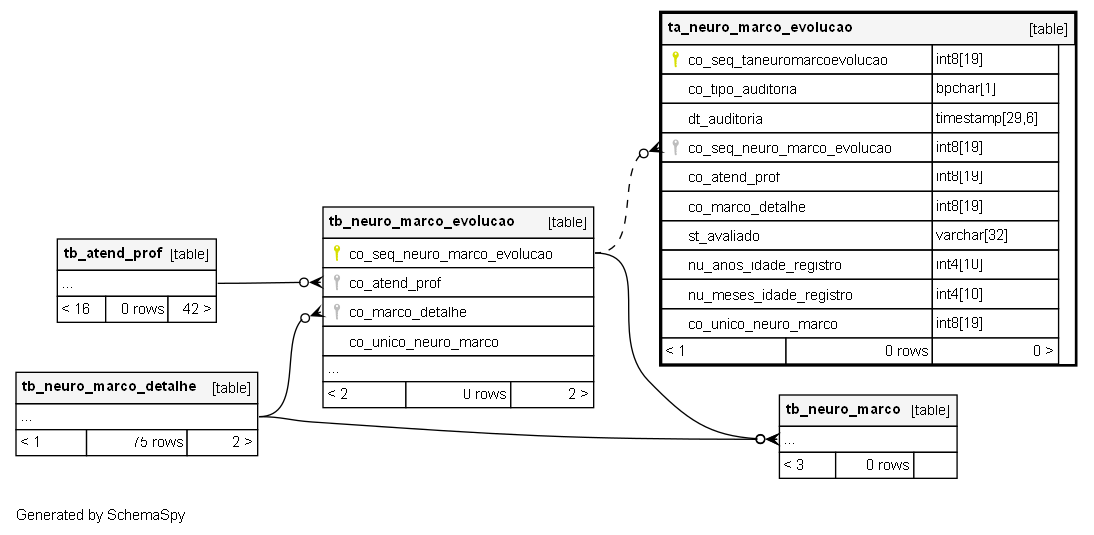 ta_neuro_marco_evolucao [table]
co_seq_taneuromarcoevolucao int8[19]
co_tipo_auditoria bpchar[1]
dt_auditoria timestamp[29,6]
co_seq_neuro_marco_evolucao int8[19]
co_atend_prof int8[19]
co_marco_detalhe int8[19]
st_avaliado varchar[32]
nu_anos_idade_registro int4[10]
nu_meses_idade_registro int4[10]
co_unico_neuro_marco int8[19]
< 1 0 rows 0 >
tb_neuro_marco_evolucao [table]
co_seq_neuro_marco_evolucao
co_atend_prof
co_marco_detalhe
co_unico_neuro_marco
...
< 2 0 rows 2 >
tb_atend_prof [table]
...
< 16 0 rows 42 >
tb_neuro_marco_detalhe [table]
...
< 1 75 rows 2 >
tb_neuro_marco [table]
...
< 3 0 rows
Generated by SchemaSpy